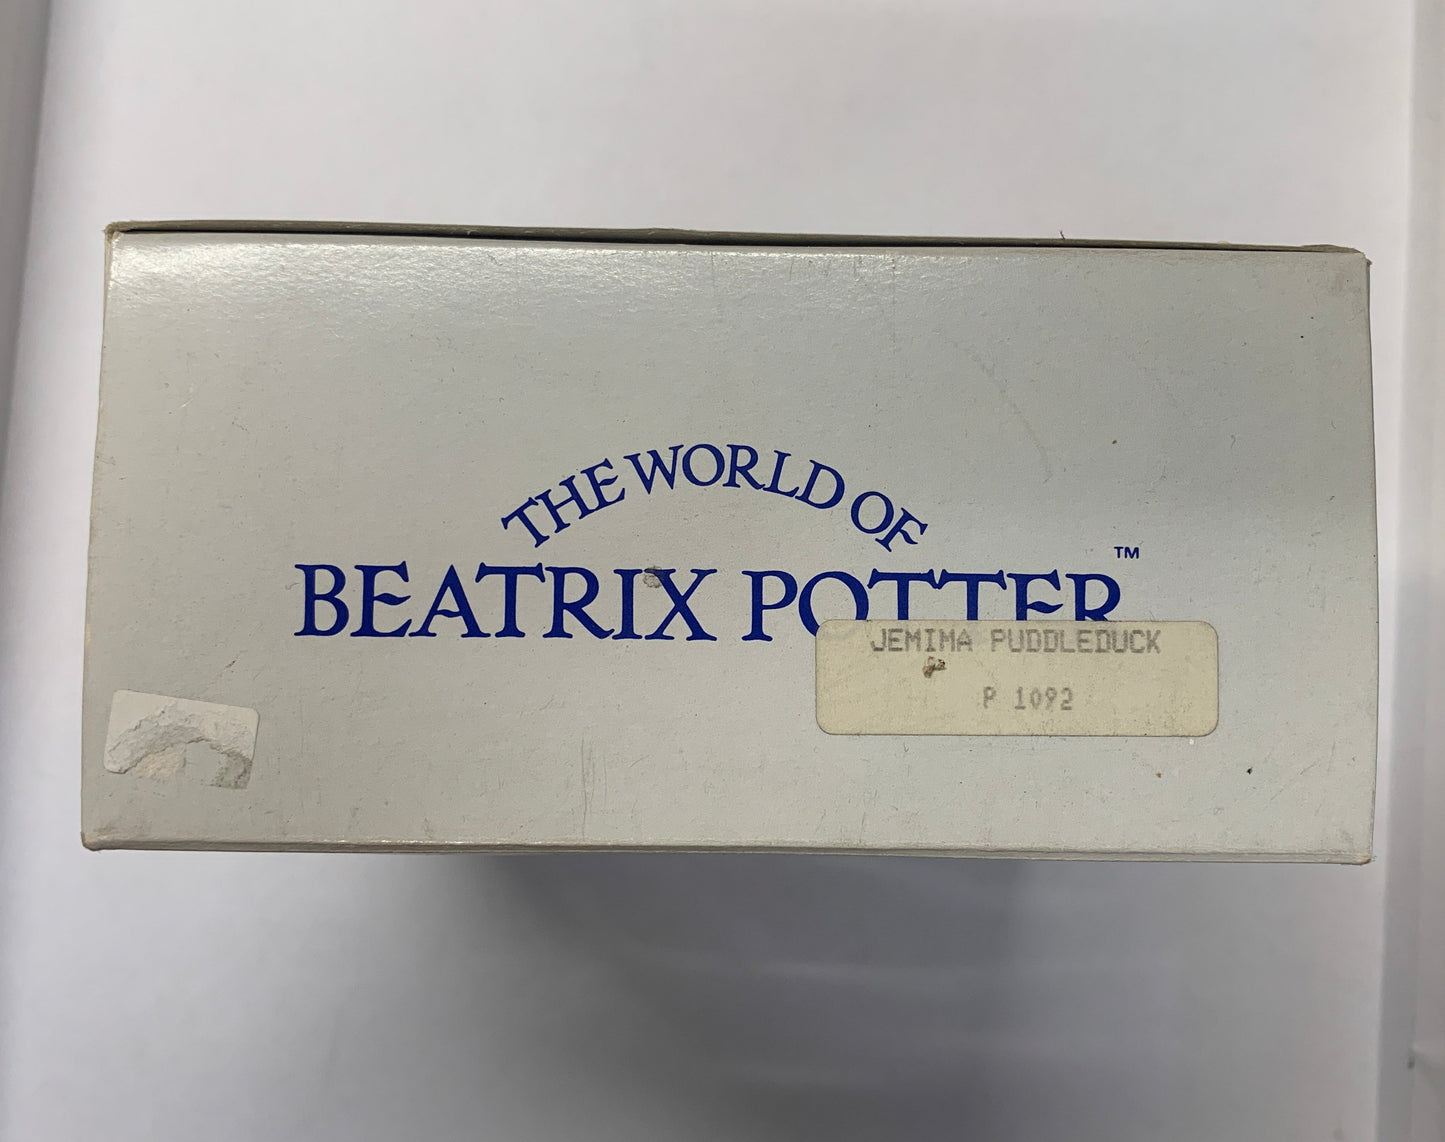 THE WORLD OF
BEATRIX POTTER™
JEMIMA PUDDLEDUCK
P 1092